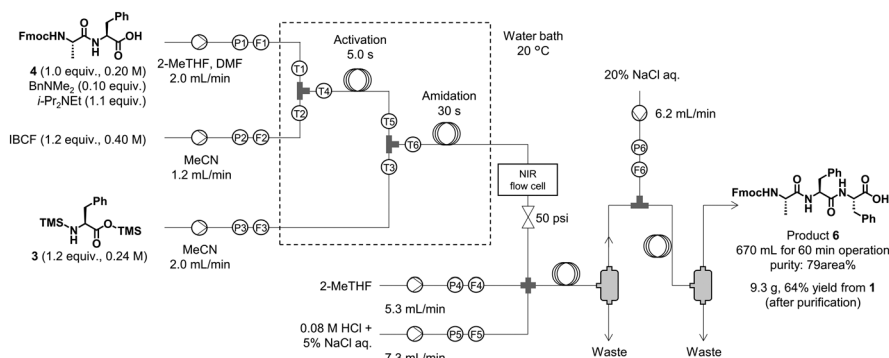 Ph
FmocHN
O
N
H
OH
O
4 (1.0 equiv., 0.20 M)
BnNMe2 (0.10 equiv.)
i-Pr2NEt (1.1 equiv.)
2-MeTHF, DMF
2.0 mL/min
P1
F1
T1
T2
T4
Activation
5.0 s
Water bath
20 °C
IBCF (1.2 equiv., 0.40 M)
P2
F2
MeCN
1.2 mL/min
T5
T3
T6
Amidation
30 s
Ph
TMS
N
H
O
O
TMS
3 (1.2 equiv., 0.24 M)
MeCN
2.0 mL/min
P3
F3
NIR
flow cell
50 psi
2-MeTHF
P4
F4
5.3 mL/min
0.08 M HCl +
5% NaCl aq.
P5
F5
7.3 mL/min
20% NaCl aq.
6.2 mL/min
P6
F6
Waste
Waste
FmocHN
O
N
H
Ph
O
H
N
O
OH
Ph
Product 6
670 mL for 60 min operation
purity: 79area%
9.3 g, 64% yield from 1
(after purification)